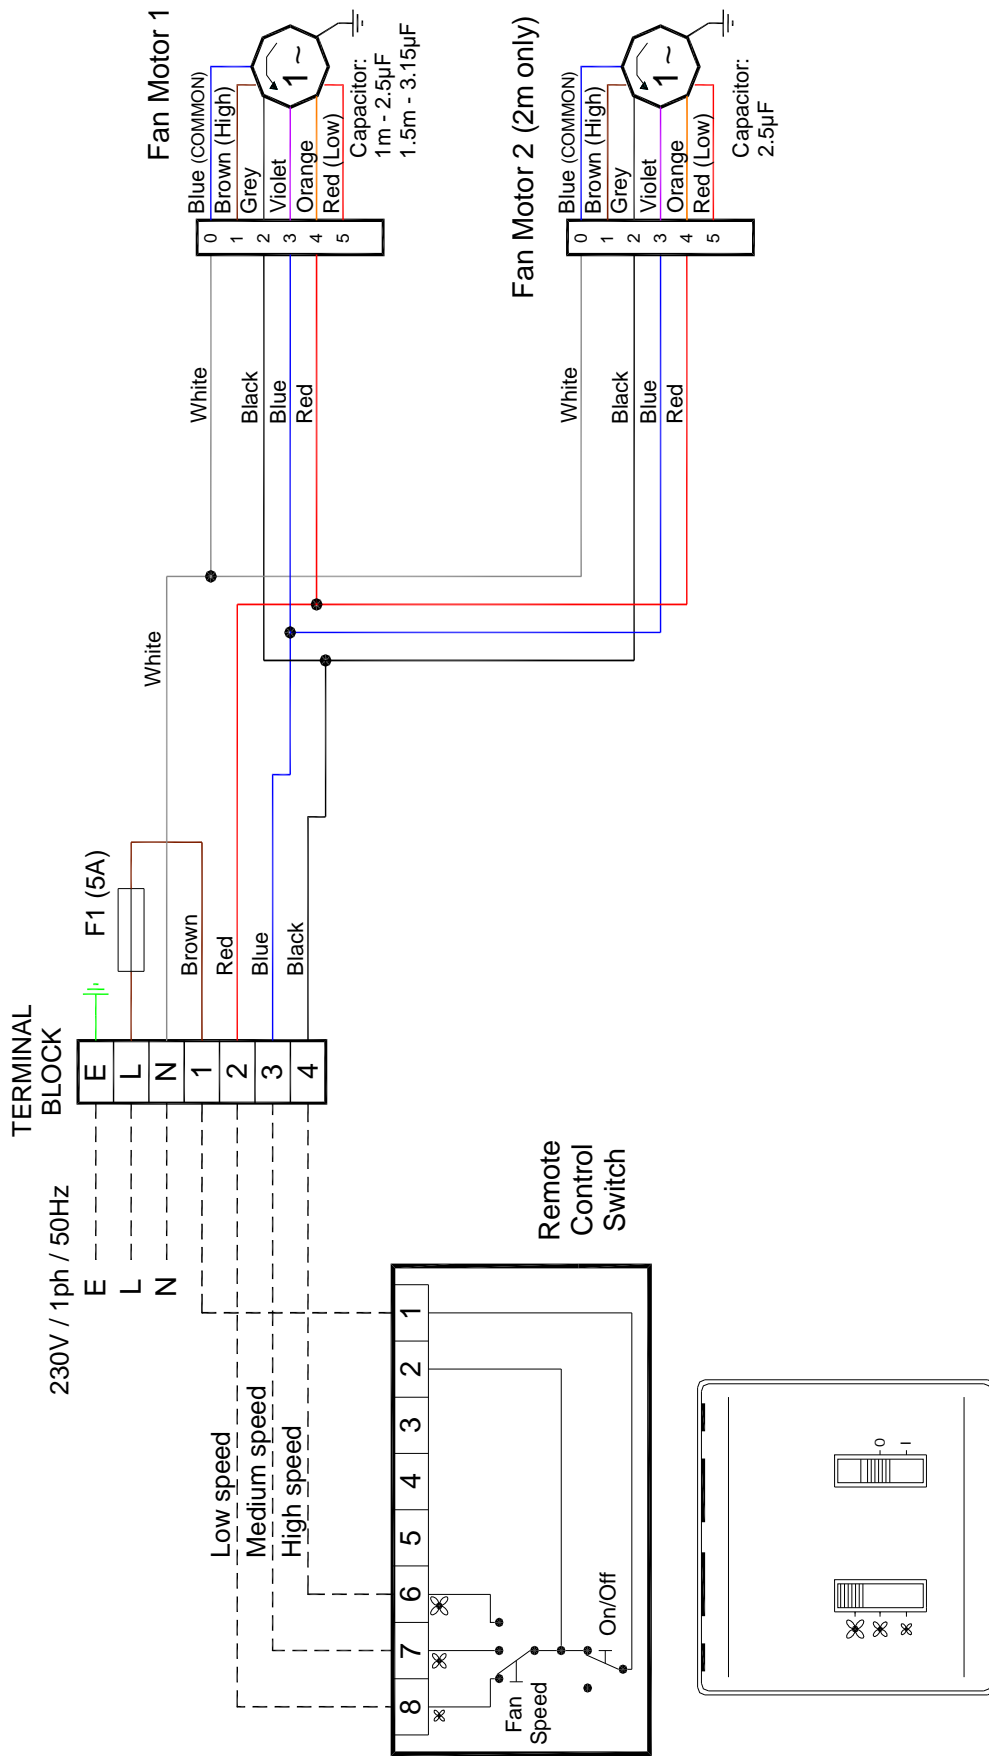 230V / 1ph / 50Hz
E
L
N
TERMINAL
BLOCK
E
L
N
1
2
3
4
F1 (5A)
Brown
Red
Blue
Black
White
White
Black
Blue
Red
Fan Motor 1
0
1
2
3
4
5
Blue (COMMON)
Brown (High)
Grey
Violet
Orange
Red (Low)
1 ~
Capacitor:
1m - 2.5µF
1.5m - 3.15µF
White
Black
Blue
Red
Fan Motor 2 (2m only)
0
1
2
3
4
5
Blue (COMMON)
Brown (High)
Grey
Violet
Orange
Red (Low)
1 ~
Capacitor:
2.5µF
Low speed
Medium speed
High speed
8
7
6
5
4
3
2
1
Fan
Speed
On/Off
Remote
Control
Switch
O
I